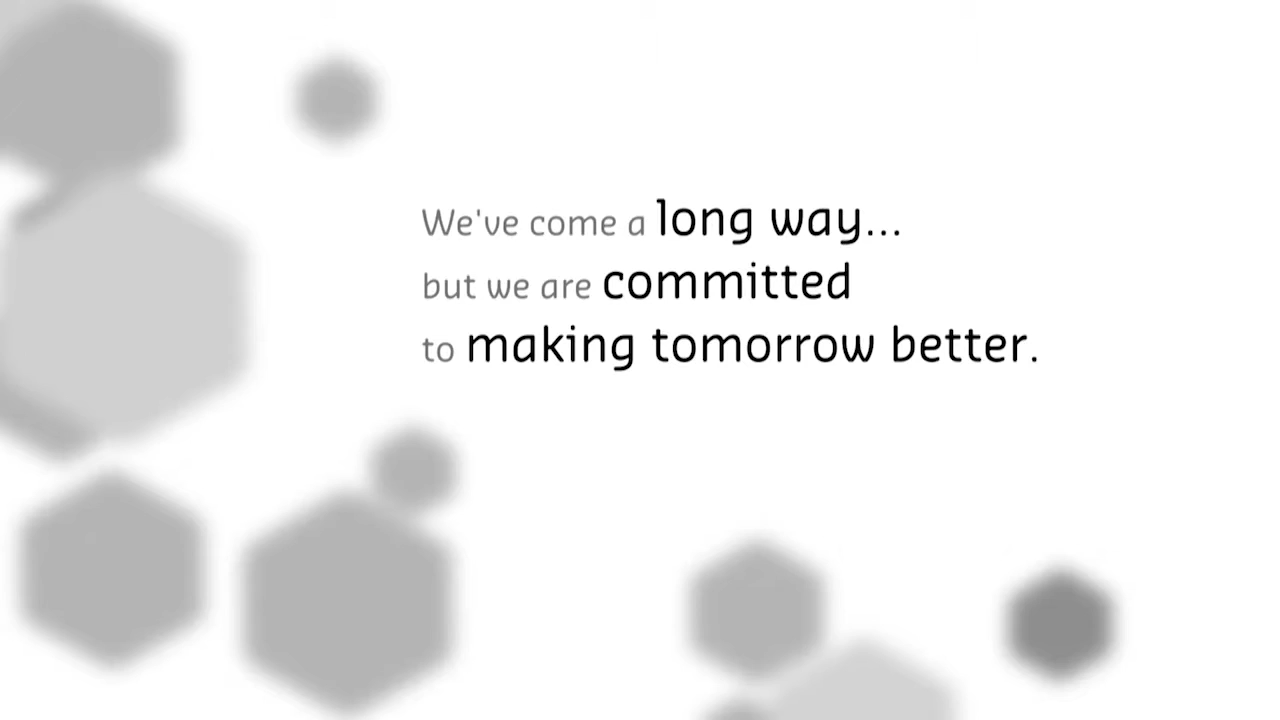 We've come a long way...
but we are committed
to making tomorrow better.